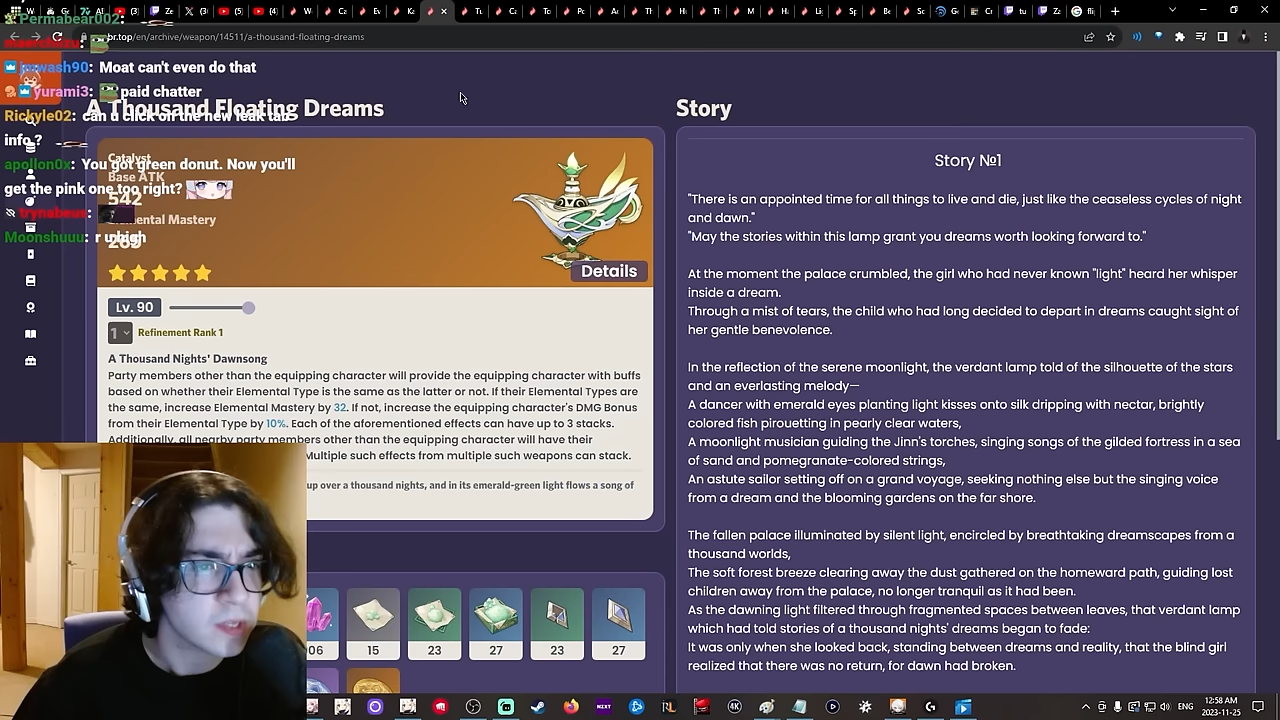 Permabear002:
br.top/en/archive/weapon/14511/a-thousand-floating-dreams
jmwash90: Moat can't even do that
yurami3: paid chatter
A Thousand Floating Dreams
Rickyle02: can u click on the new leak tab
info ?
apollon0x: You got green donut. Now you'll
get the pink one too right?
trynabeus:
Moonshuuu: r u high
Catalyst
Base ATK
542
Elemental Mastery
265
Details
Lv. 90
1
Refinement Rank 1
A Thousand Nights' Dawnsong
Party members other than the equipping character will provide the equipping character with buffs
based on whether their Elemental Type is the same as the latter or not. If their Elemental Types are
the same, increase Elemental Mastery by 32. If not, increase the equipping character's DMG Bonus
from their Elemental Type by 10%. Each of the aforementioned effects can have up to 3 stacks.
Additionally, all nearby party members other than the equipping character will have their
Multiple such effects from multiple such weapons can stack.
up over a thousand nights, and in its emerald-green light flows a song of
06
15
23
27
23
27
Story
Story №1
"There is an appointed time for all things to live and die, just like the ceaseless cycles of night
and dawn."
"May the stories within this lamp grant you dreams worth looking forward to."
At the moment the palace crumbled, the girl who had never known "light" heard her whisper
inside a dream.
Through a mist of tears, the child who had long decided to depart in dreams caught sight of
her gentle benevolence.
In the reflection of the serene moonlight, the verdant lamp told of the silhouette of the stars
and an everlasting melody—
A dancer with emerald eyes planting light kisses onto silk dripping with nectar, brightly
colored fish pirouetting in pearly clear waters,
A moonlight musician guiding the Jinn's torches, singing songs of the gilded fortress in a sea
of sand and pomegranate-colored strings,
An astute sailor setting off on a grand voyage, seeking nothing else but the singing voice
from a dream and the blooming gardens on the far shore.
The fallen palace illuminated by silent light, encircled by breathtaking dreamscapes from a
thousand worlds,
The soft forest breeze clearing away the dust gathered on the homeward path, guiding lost
children away from the palace, no longer tranquil as it had been.
As the dawning light filtered through fragmented spaces between leaves, that verdant lamp
which had told stories of a thousand nights' dreams began to fade:
It was only when she looked back, standing between dreams and reality, that the blind girl
realized that there was no return, for dawn had broken.
ENG
12:58 AM
2023-11-25